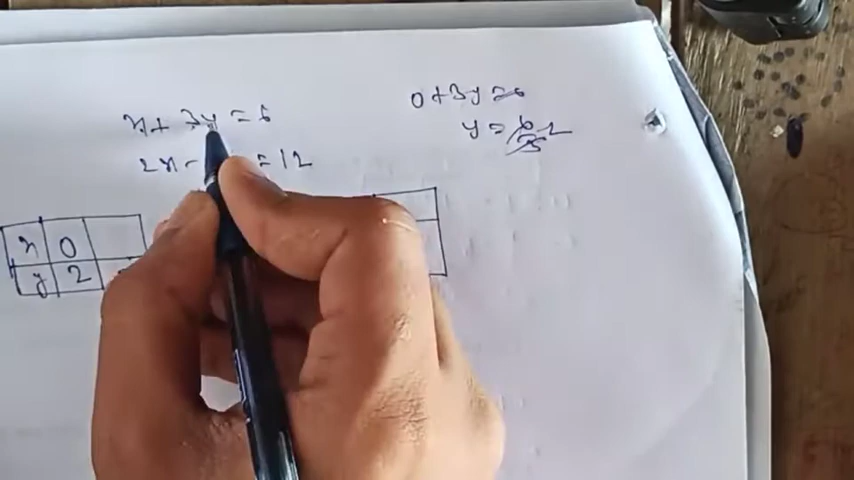 x + 3y = 6
2x - = 12
0 + 3y = 6
y = 6/3 2
x 0
y 2